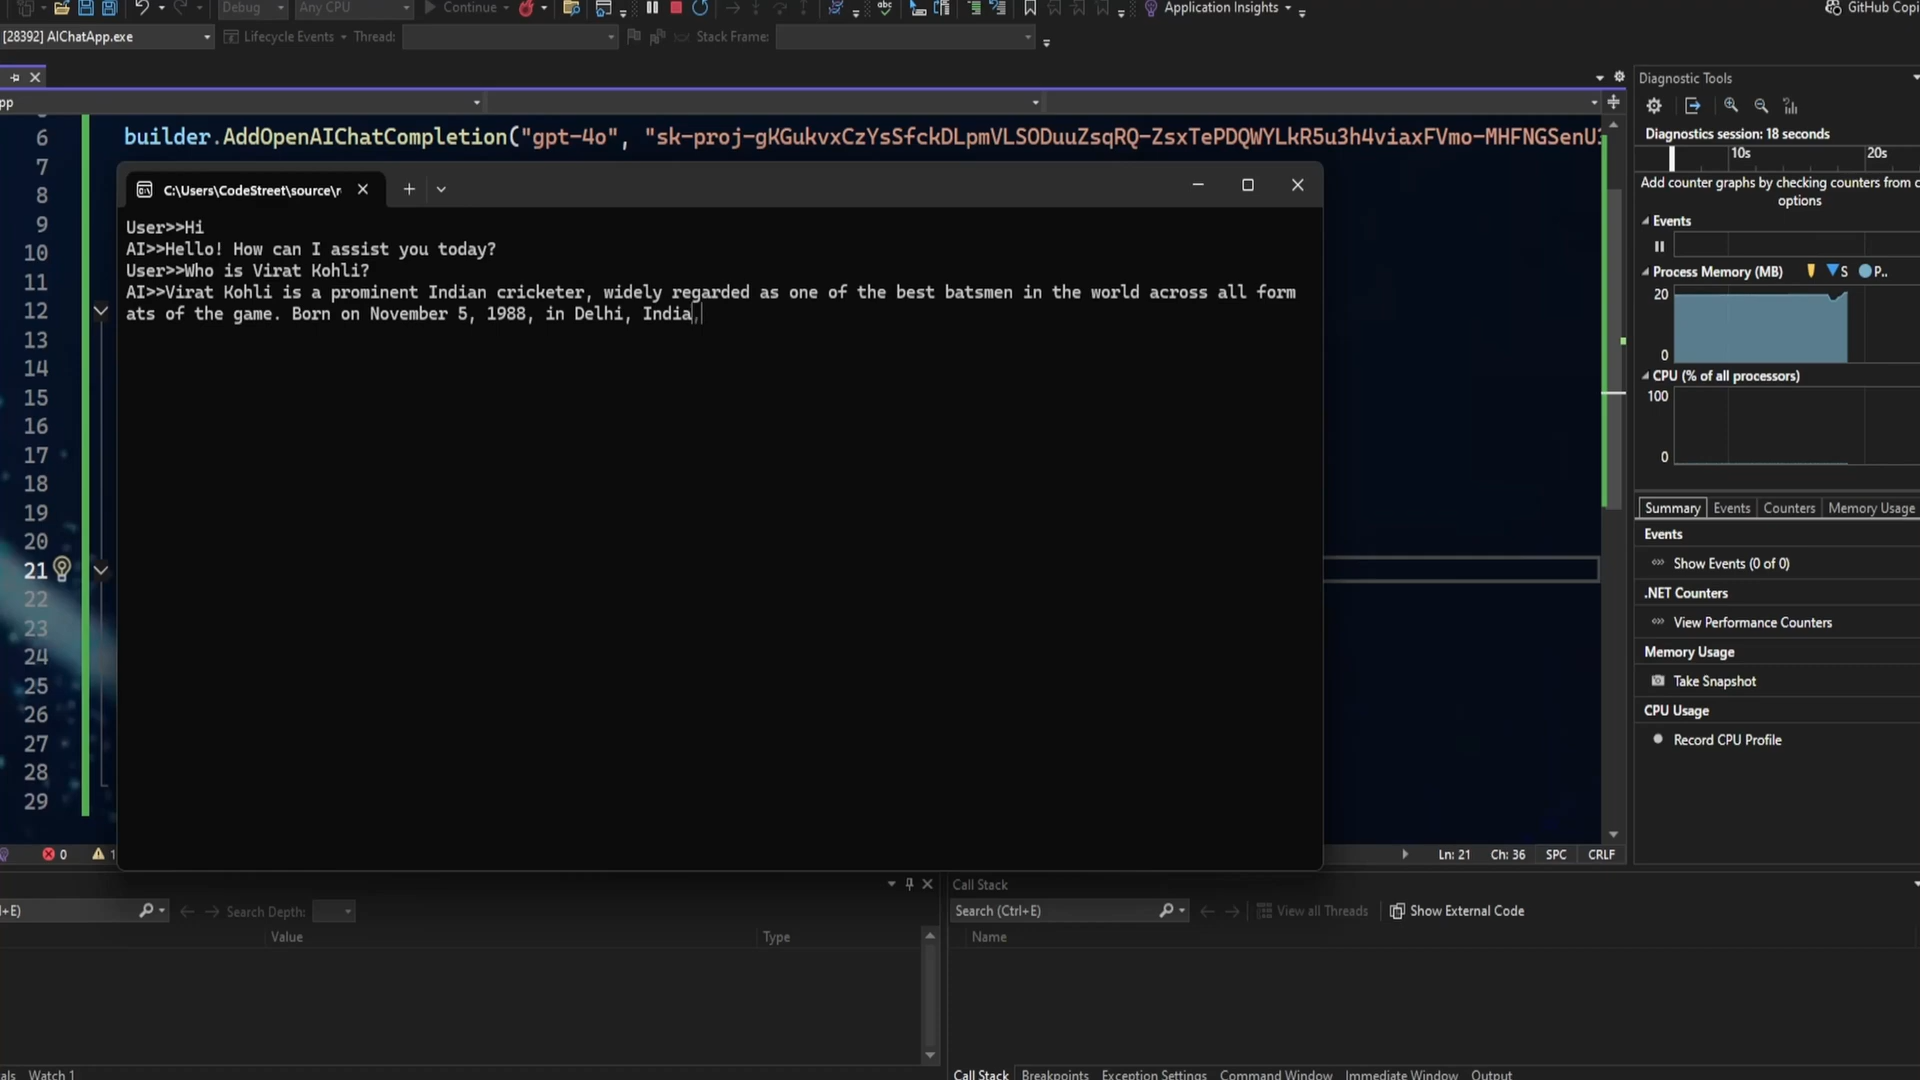 Debug
Any CPU
Continue
Application Insights
GitHub Copi
[28392] AIChatApp.exe
Lifecycle Events
Thread:
Stack Frame:
pp
6 builder.AddOpenAIChatCompletion("gpt-4o", "sk-proj-gKGukvxCzYsSfckDLpmVLSODuuZsqRQ-ZsxTePDQWYLkR5u3h4viaxFVmo-MHFNGSenU
7
8
9
10
11
12
13
14
15
16
17
18
19
20
21
22
23
24
25
26
27
28
29
C:\Users\CodeStreet\source\r
User>>Hi
AI>>Hello! How can I assist you today?
User>>Who is Virat Kohli?
AI>>Virat Kohli is a prominent Indian cricketer, widely regarded as one of the best batsmen in the world across all form
ats of the game. Born on November 5, 1988, in Delhi, India,
0
1
Ln: 21
Ch: 36
SPC
CRLF
Diagnostic Tools
Diagnostics session: 18 seconds
10s
20s
Add counter graphs by checking counters from c
options
Events
Process Memory (MB)
S
P..
20
0
CPU (% of all processors)
100
0
Summary
Events
Counters
Memory Usage
Events
Show Events (0 of 0)
.NET Counters
View Performance Counters
Memory Usage
Take Snapshot
CPU Usage
Record CPU Profile
l+E)
Search Depth:
Value
Type
als
Watch 1
Call Stack
Search (Ctrl+E)
View all Threads
Show External Code
Name
Call Stack
Breakpoints
Exception Settings
Command Window
Immediate Window
Output